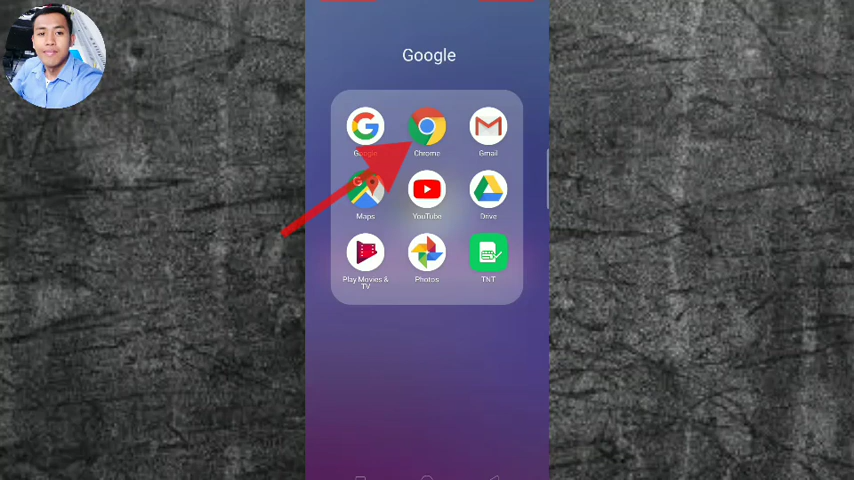 Google
Google
Chrome
Gmail
Maps
YouTube
Drive
Play Movies &
TV
Photos
TNT